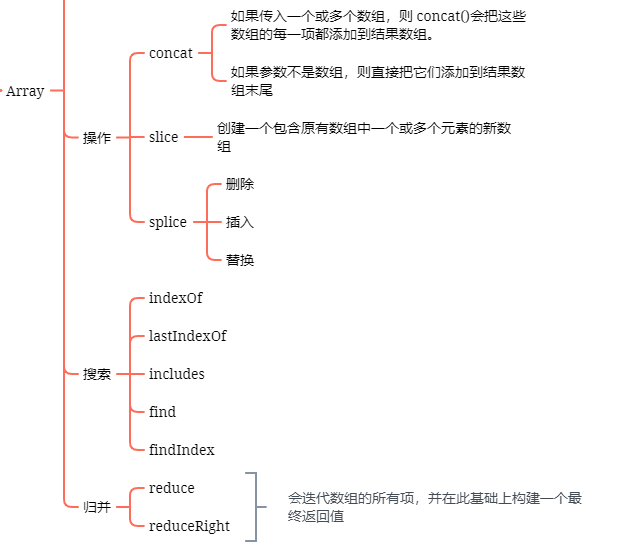 Array
操作
concat
如果传入一个或多个数组，则 concat()会把这些
数组的每一项都添加到结果数组。
如果参数不是数组，则直接把它们添加到结果数
组末尾
slice
创建一个包含原有数组中一个或多个元素的新数
组
splice
删除
插入
替换
搜索
indexOf
lastIndexOf
includes
find
findIndex
归并
reduce
reduceRight
会迭代数组的所有项，并在此基础上构建一个最
终返回值